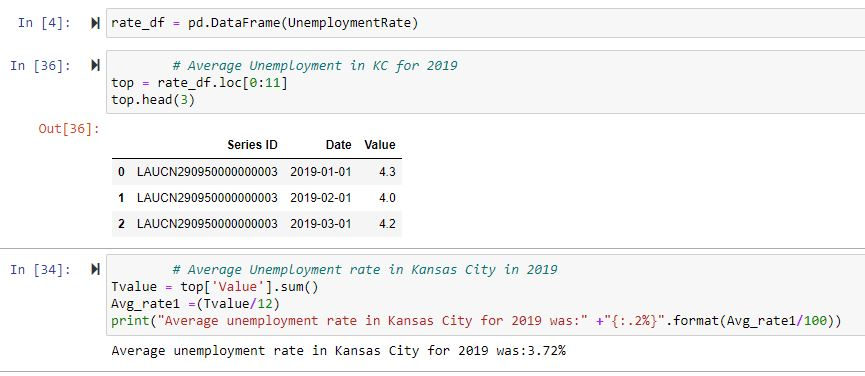 In [4]: rate_df = pd.DataFrame(UnemploymentRate)
In [36]: # Average Unemployment in KC for 2019
top = rate_df.loc[0:11]
top.head(3)
Out[36]:
Series ID Date Value
0 LAUCN290950000000003 2019-01-01 4.3
1 LAUCN290950000000003 2019-02-01 4.0
2 LAUCN290950000000003 2019-03-01 4.2
In [34]: # Average Unemployment rate in Kansas City in 2019
Tvalue = top['Value'].sum()
Avg_rate1 =(Tvalue/12)
print("Average unemployment rate in Kansas City for 2019 was:" +"{:.2%}".format(Avg_rate1/100))
Average unemployment rate in Kansas City for 2019 was:3.72%